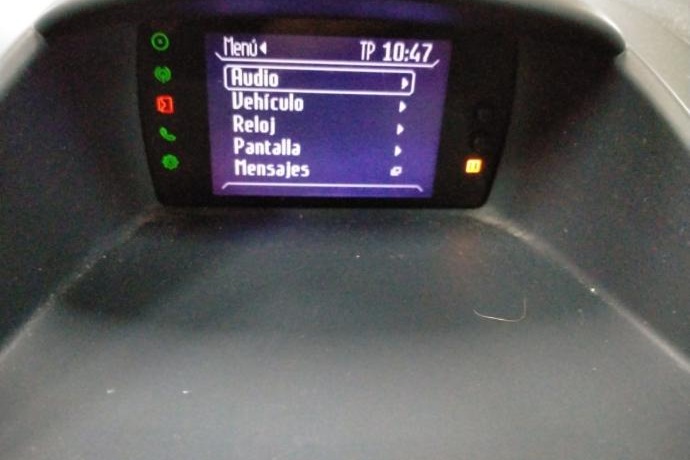 Menú TP 10:47
Audio
Vehículo
Reloj
Pantalla
Mensajes